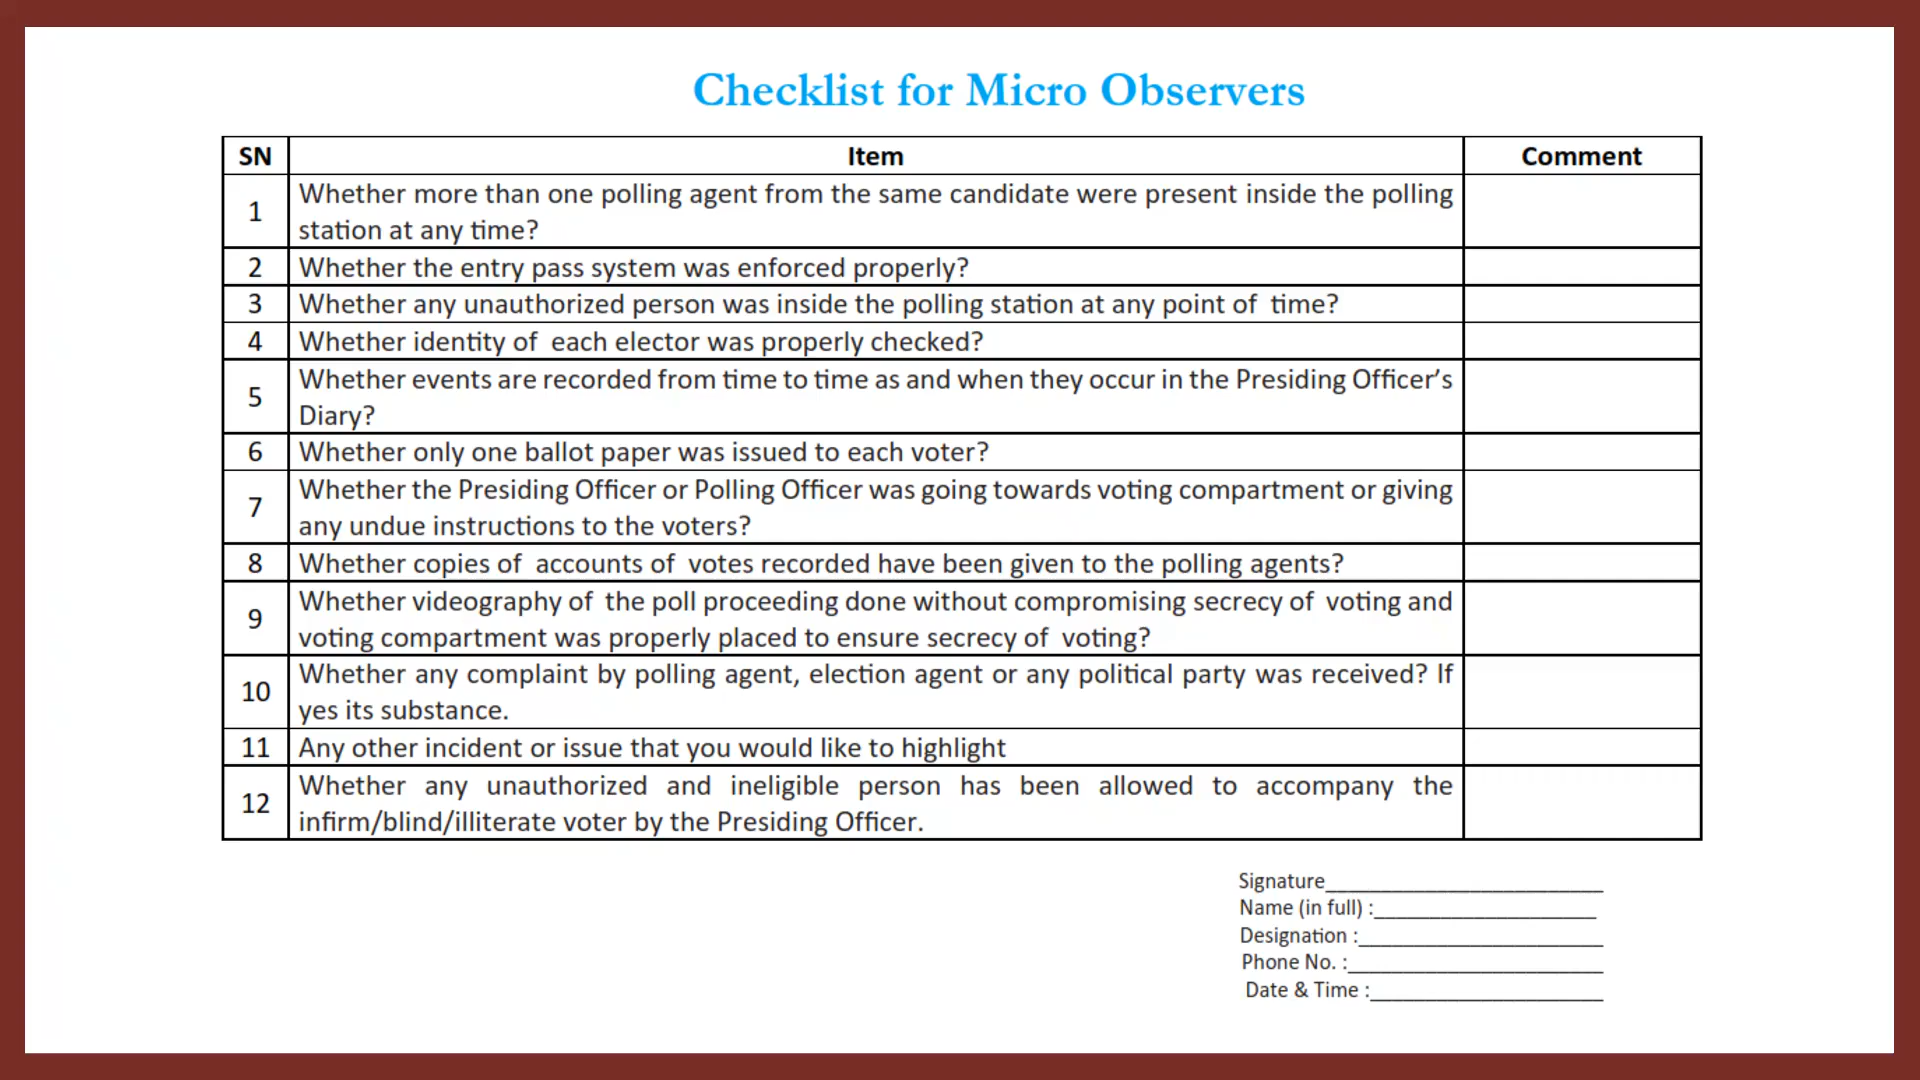 Checklist for Micro Observers
SN Item Comment
1 Whether more than one polling agent from the same candidate were present inside the polling
station at any time?
2 Whether the entry pass system was enforced properly?
3 Whether any unauthorized person was inside the polling station at any point of time?
4 Whether identity of each elector was properly checked?
5 Whether events are recorded from time to time as and when they occur in the Presiding Officer’s
Diary?
6 Whether only one ballot paper was issued to each voter?
7 Whether the Presiding Officer or Polling Officer was going towards voting compartment or giving
any undue instructions to the voters?
8 Whether copies of accounts of votes recorded have been given to the polling agents?
9 Whether videography of the poll proceeding done without compromising secrecy of voting and
voting compartment was properly placed to ensure secrecy of voting?
10 Whether any complaint by polling agent, election agent or any political party was received? If
yes its substance.
11 Any other incident or issue that you would like to highlight
12 Whether any unauthorized and ineligible person has been allowed to accompany the
infirm/blind/illiterate voter by the Presiding Officer.
Signature_________________________
Name (in full) :____________________
Designation :______________________
Phone No. :_______________________
Date & Time :_____________________